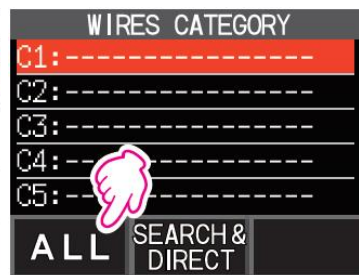 WIRES CATEGORY
C1:----------------
C2:----------------
C3:----------------
C4:----------------
C5:----------------
ALL
SEARCH &
DIRECT